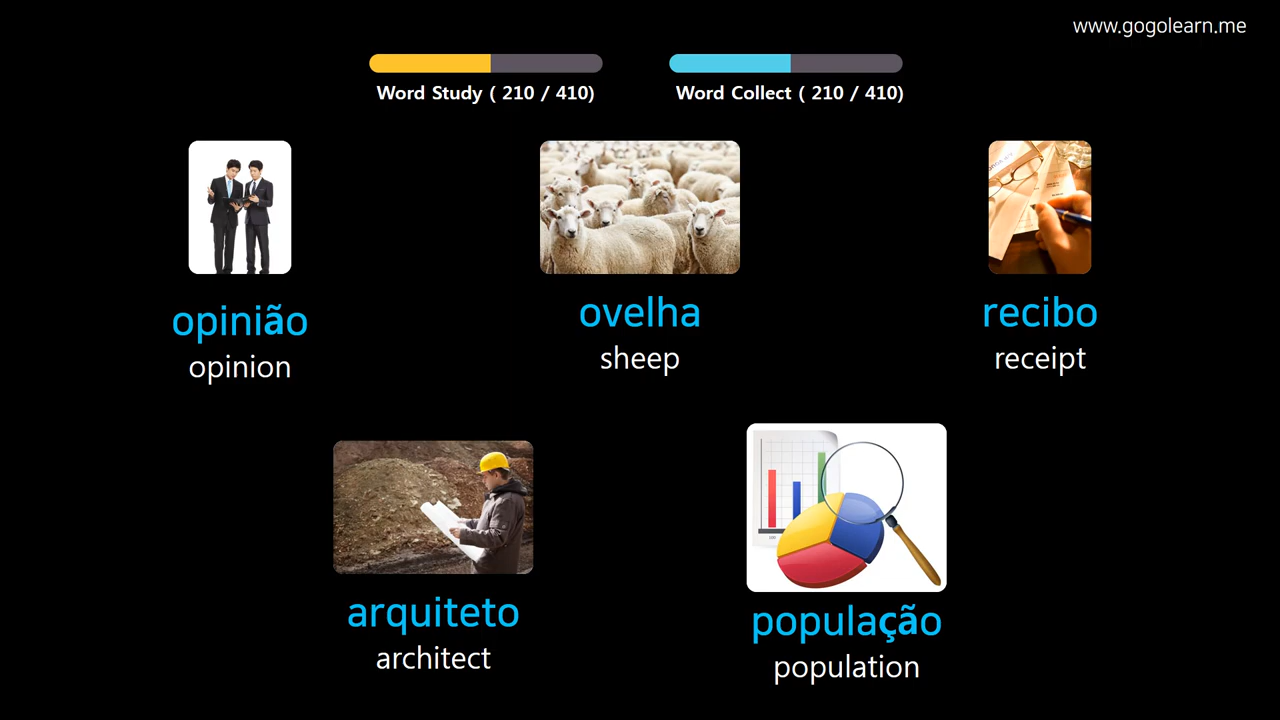 www.gogolearn.me
Word Study ( 210 / 410)
Word Collect ( 210 / 410)
opinião
opinion
ovelha
sheep
recibo
receipt
arquiteto
architect
população
population